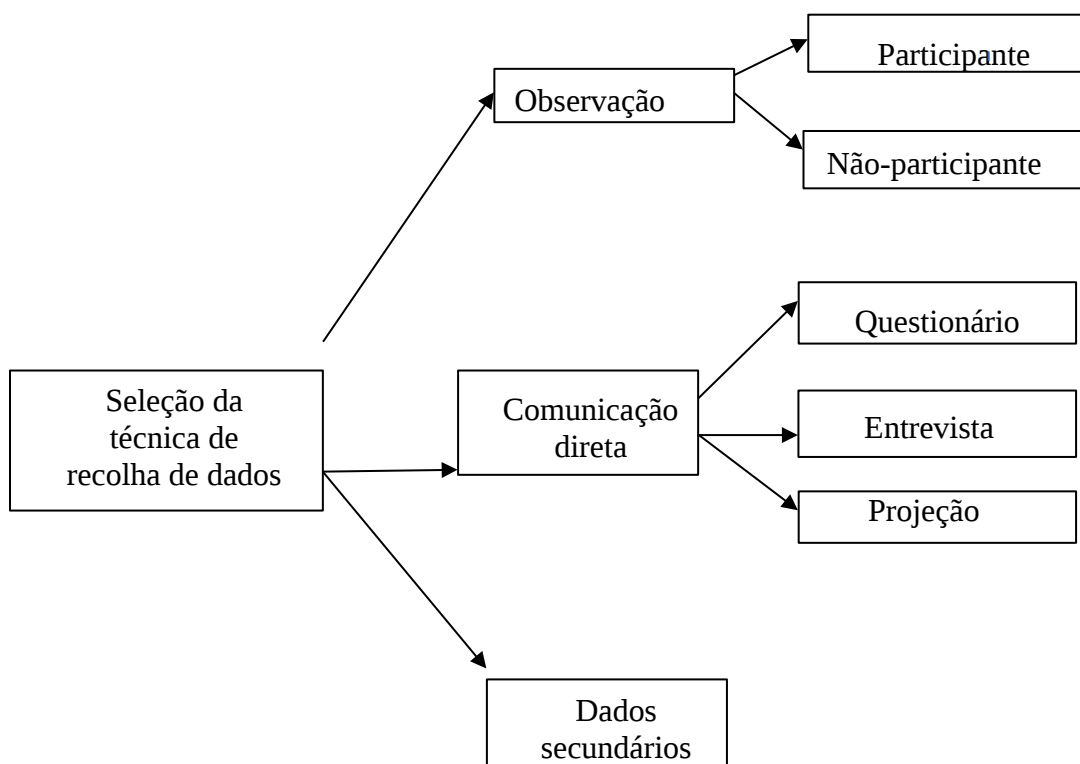 Participante
Observação
Não-participante
Questionário
Seleção da
técnica de
recolha de dados
Comunicação
direta
Entrevista
Projeção
Dados
secundários